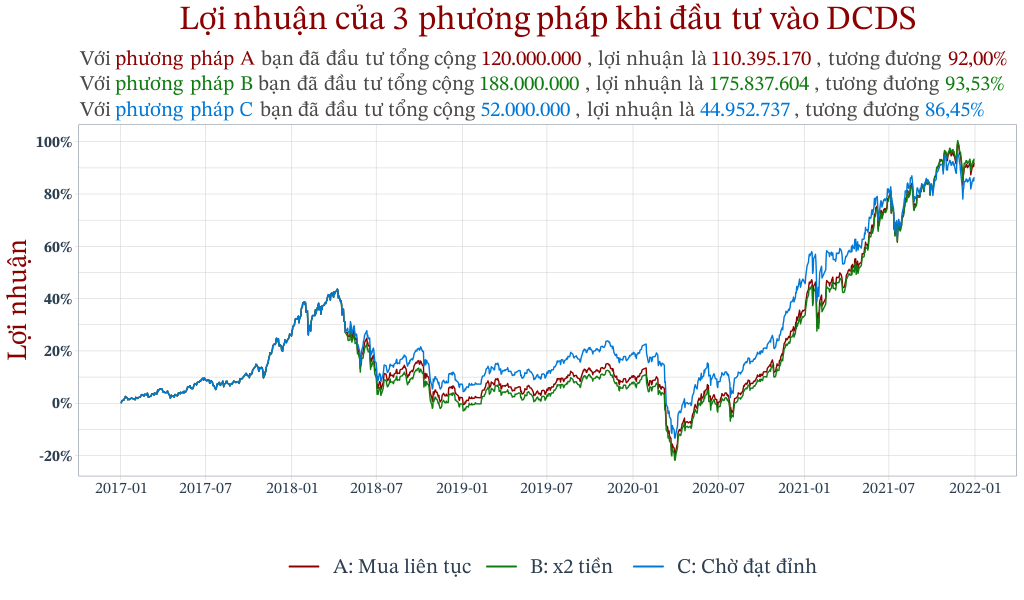 Lợi nhuận của 3 phương pháp khi đầu tư vào DCDS
Với phương pháp A bạn đã đầu tư tổng cộng 120.000.000 , lợi nhuận là 110.395.170 , tương đương 92,00%
Với phương pháp B bạn đã đầu tư tổng cộng 188.000.000 , lợi nhuận là 175.837.604 , tương đương 93,53%
Với phương pháp C bạn đã đầu tư tổng cộng 52.000.000 , lợi nhuận là 44.952.737 , tương đương 86,45%
Lợi nhuận
100%
80%
60%
40%
20%
0%
-20%
2017-01 2017-07 2018-01 2018-07 2019-01 2019-07 2020-01 2020-07 2021-01 2021-07 2022-01
A: Mua liên tục B: x2 tiền C: Chờ đạt đỉnh